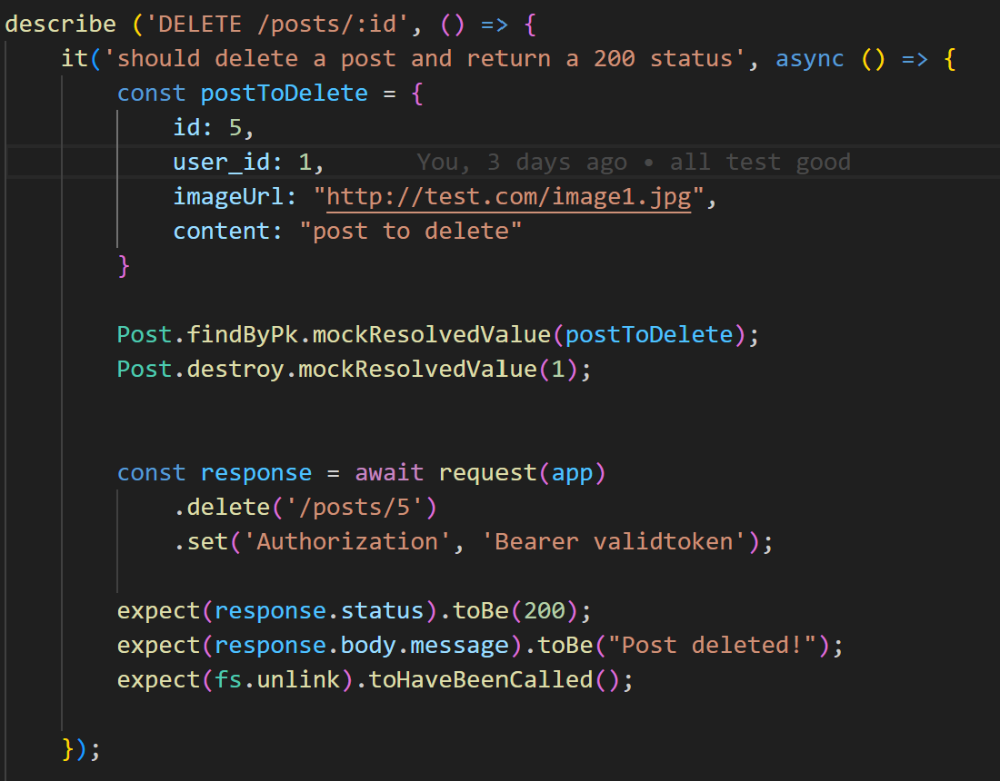 describe ('DELETE /posts/:id', () => {
    it('should delete a post and return a 200 status', async () => {
        const postToDelete = {
            id: 5,
            user_id: 1,      You, 3 days ago • all test good
            imageUrl: "http://test.com/image1.jpg",
            content: "post to delete"
        }

        Post.findByPk.mockResolvedValue(postToDelete);
        Post.destroy.mockResolvedValue(1);


        const response = await request(app)
            .delete('/posts/5')
            .set('Authorization', 'Bearer validtoken');

        expect(response.status).toBe(200);
        expect(response.body.message).toBe("Post deleted!");
        expect(fs.unlink).toHaveBeenCalled();

    });